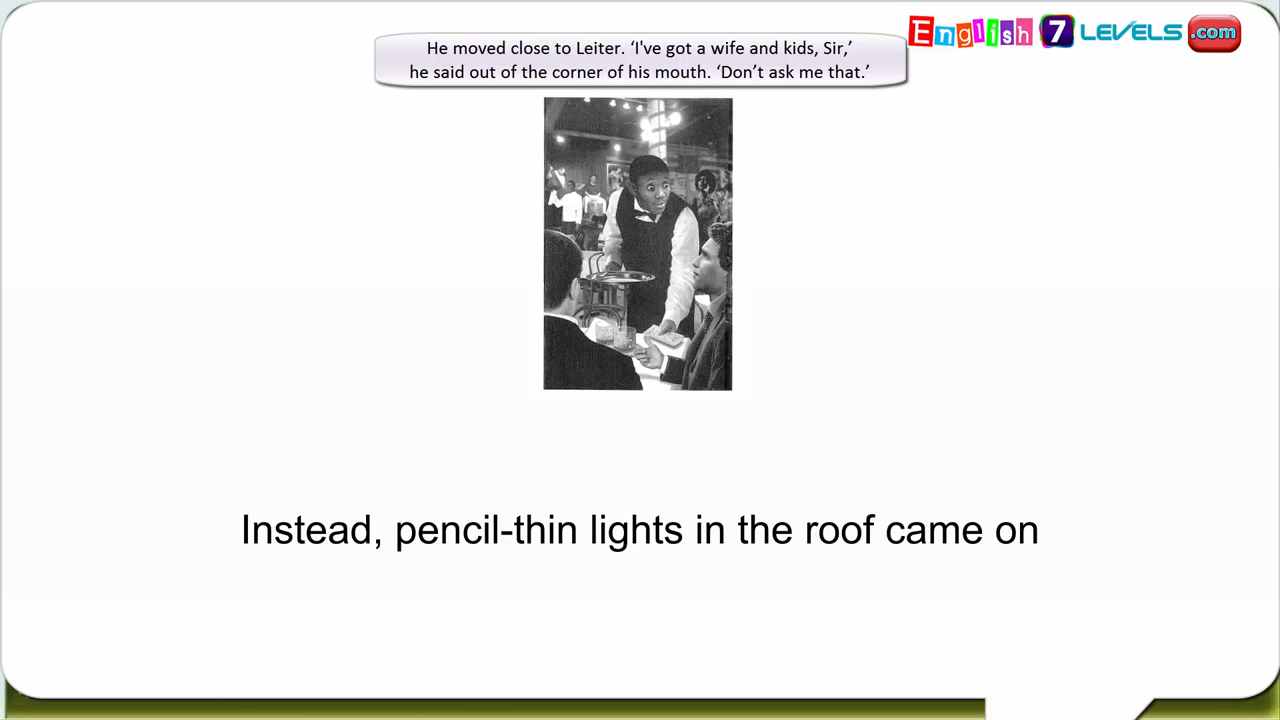 English 7 LEVELS .com
He moved close to Leiter. ‘I've got a wife and kids, Sir,’
he said out of the corner of his mouth. ‘Don’t ask me that.’
Instead, pencil-thin lights in the roof came on